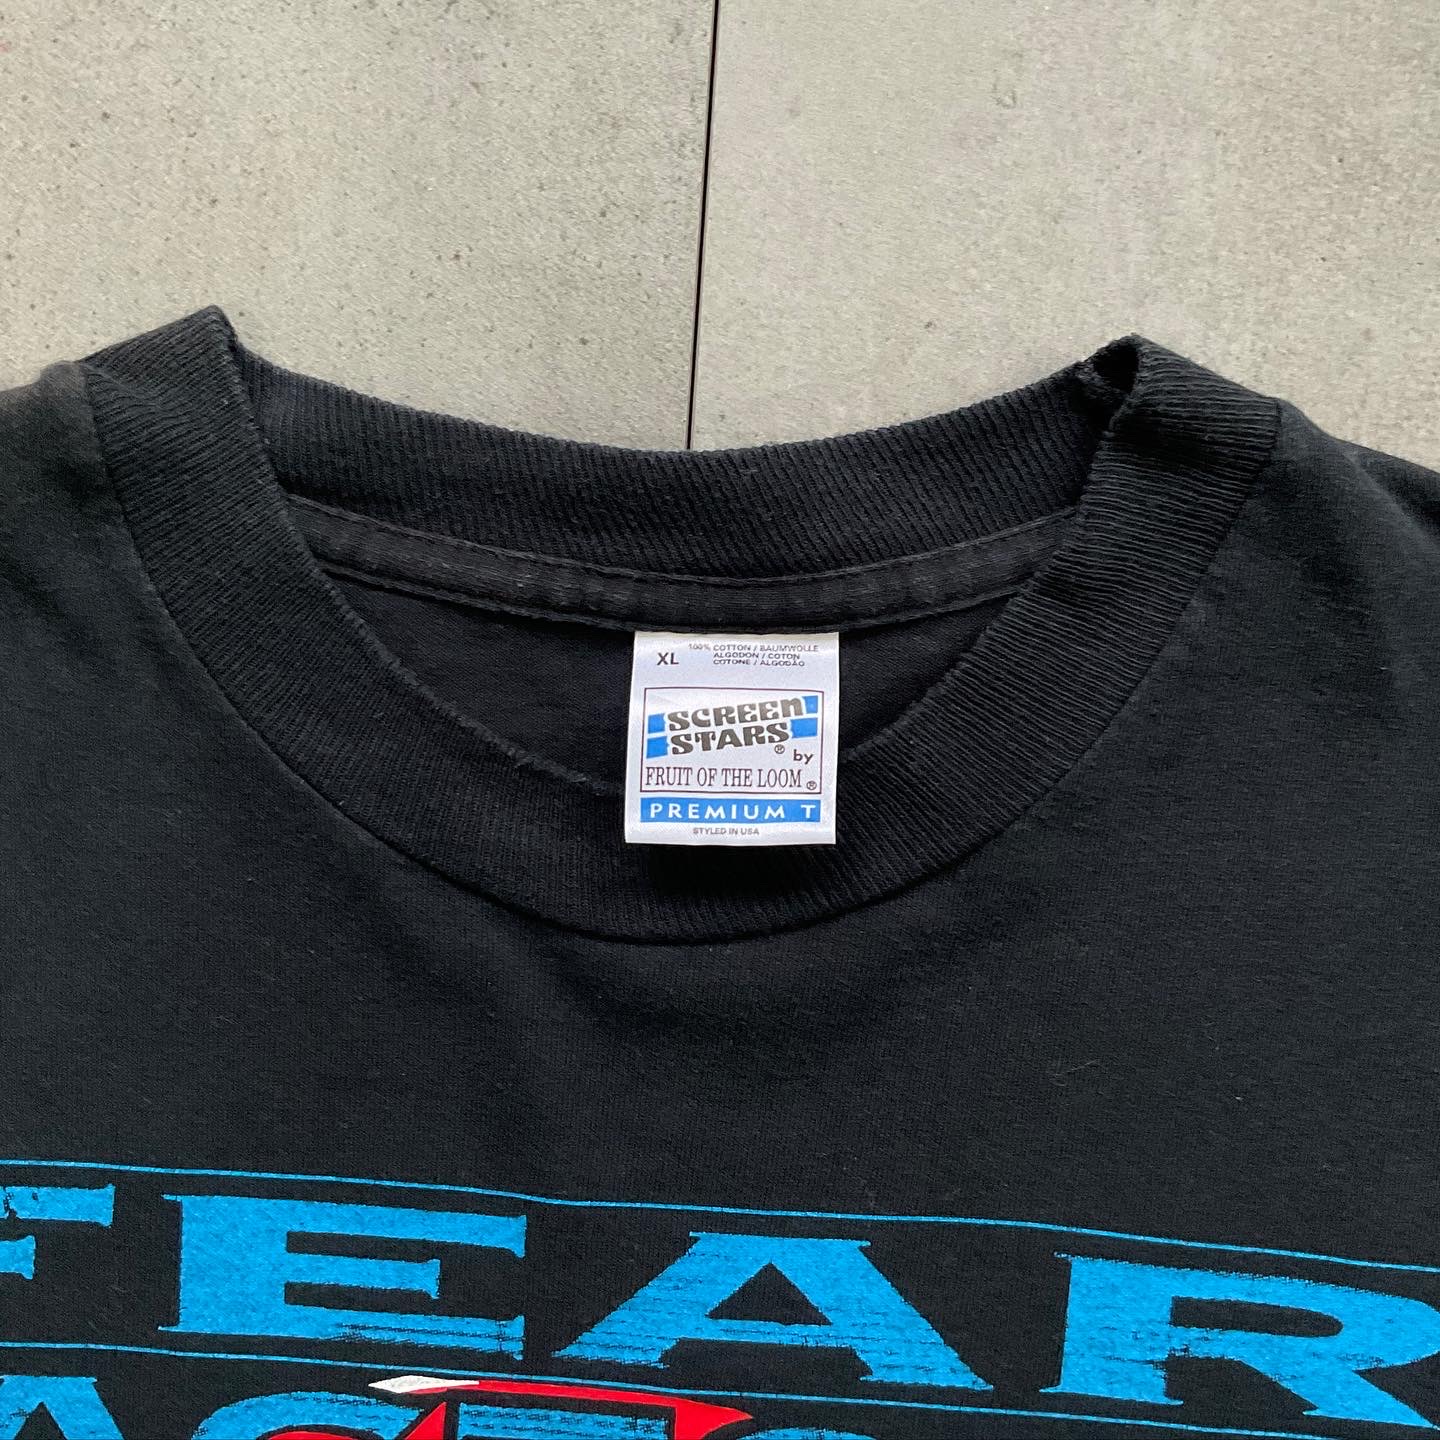 XL 100% COTTON / BAUMWOLLE
ALGODON / COTON
COTONE / ALGODÃO
SCREEN
STARS®
by
FRUIT OF THE LOOM®
PREMIUM T
STYLED IN USA
FEAR